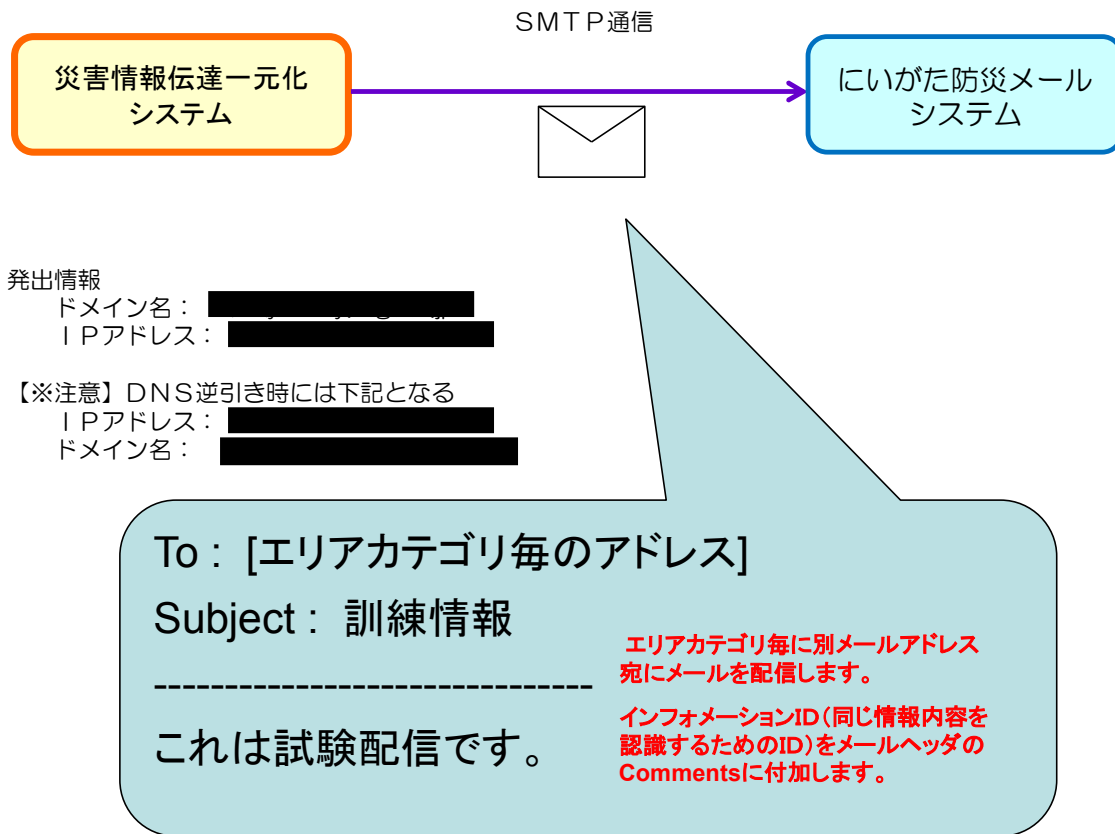 ＳＭＴＰ通信
災害情報伝達一元化
システム
にいがた防災メール
システム
発出情報
ドメイン名：
ＩＰアドレス：
【※注意】ＤＮＳ逆引き時には下記となる
ＩＰアドレス：
ドメイン名：
To : [エリアカテゴリ毎のアドレス]
Subject : 訓練情報
-------------------------------
これは試験配信です。
エリアカテゴリ毎に別メールアドレス
宛にメールを配信します。
インフォメーションID（同じ情報内容を
認識するためのID）をメールヘッダの
Commentsに付加します。